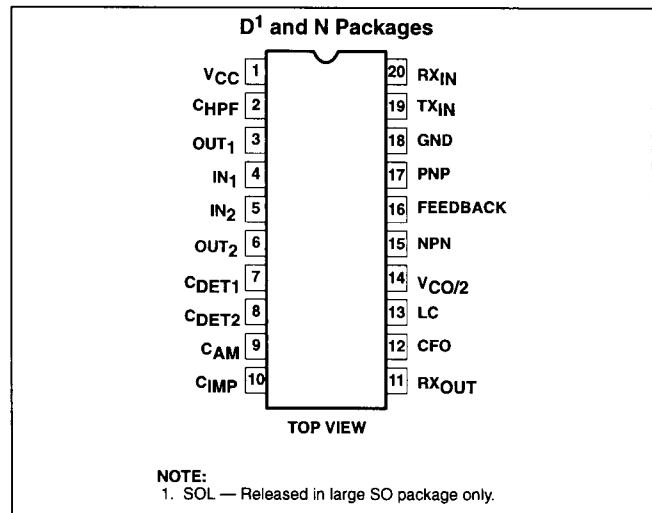 D1 and N Packages
VCC 1 20 RXIN
CHPF 2 19 TXIN
OUT1 3 18 GND
IN1 4 17 PNP
IN2 5 16 FEEDBACK
OUT2 6 15 NPN
CDET1 7 14 VCO/2
CDET2 8 13 LC
CAM 9 12 CFO
CIMP 10 11 RXOUT
TOP VIEW
NOTE:
1. SOL — Released in large SO package only.